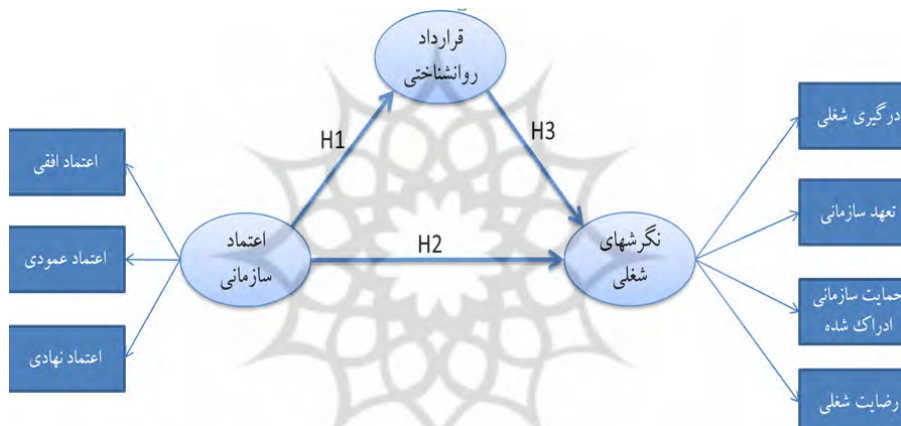 قرارداد
روانشناختی
H1
H3
H2
درگیری شغلی
تعهد سازمانی
حمایت سازمانی
ادراک شده
رضایت شغلی
نگرشهای
شغلی
اعتماد
سازمانی
اعتماد افقی
اعتماد عمودی
اعتماد نهادی